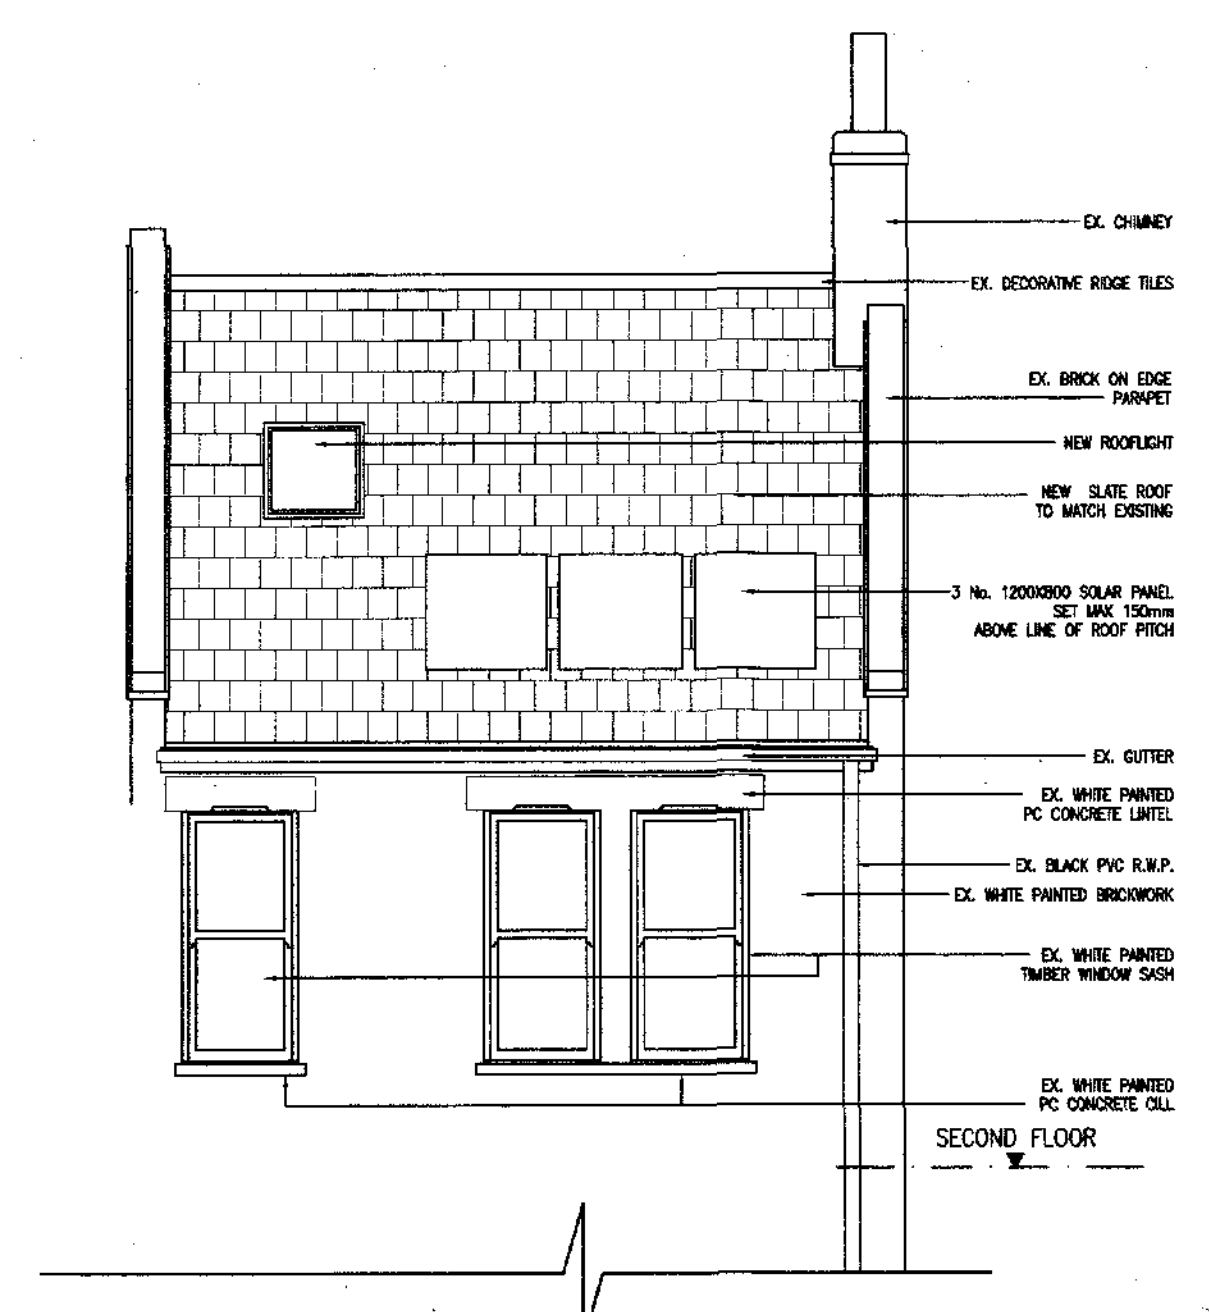 EX. CHIMNEY
EX. DECORATIVE RIDGE TILES
EX. BRICK ON EDGE
PARAPET
NEW ROOFLIGHT
NEW SLATE ROOF
TO MATCH EXISTING
3 No. 1200X800 SOLAR PANEL
SET MAX 150mm
ABOVE LINE OF ROOF PITCH
EX. GUTTER
EX. WHITE PAINTED
PC CONCRETE LINTEL
EX. BLACK PVC R.W.P.
EX. WHITE PAINTED BRICKWORK
EX. WHITE PAINTED
TIMBER WINDOW SASH
EX. WHITE PAINTED
PC CONCRETE CILL
SECOND FLOOR